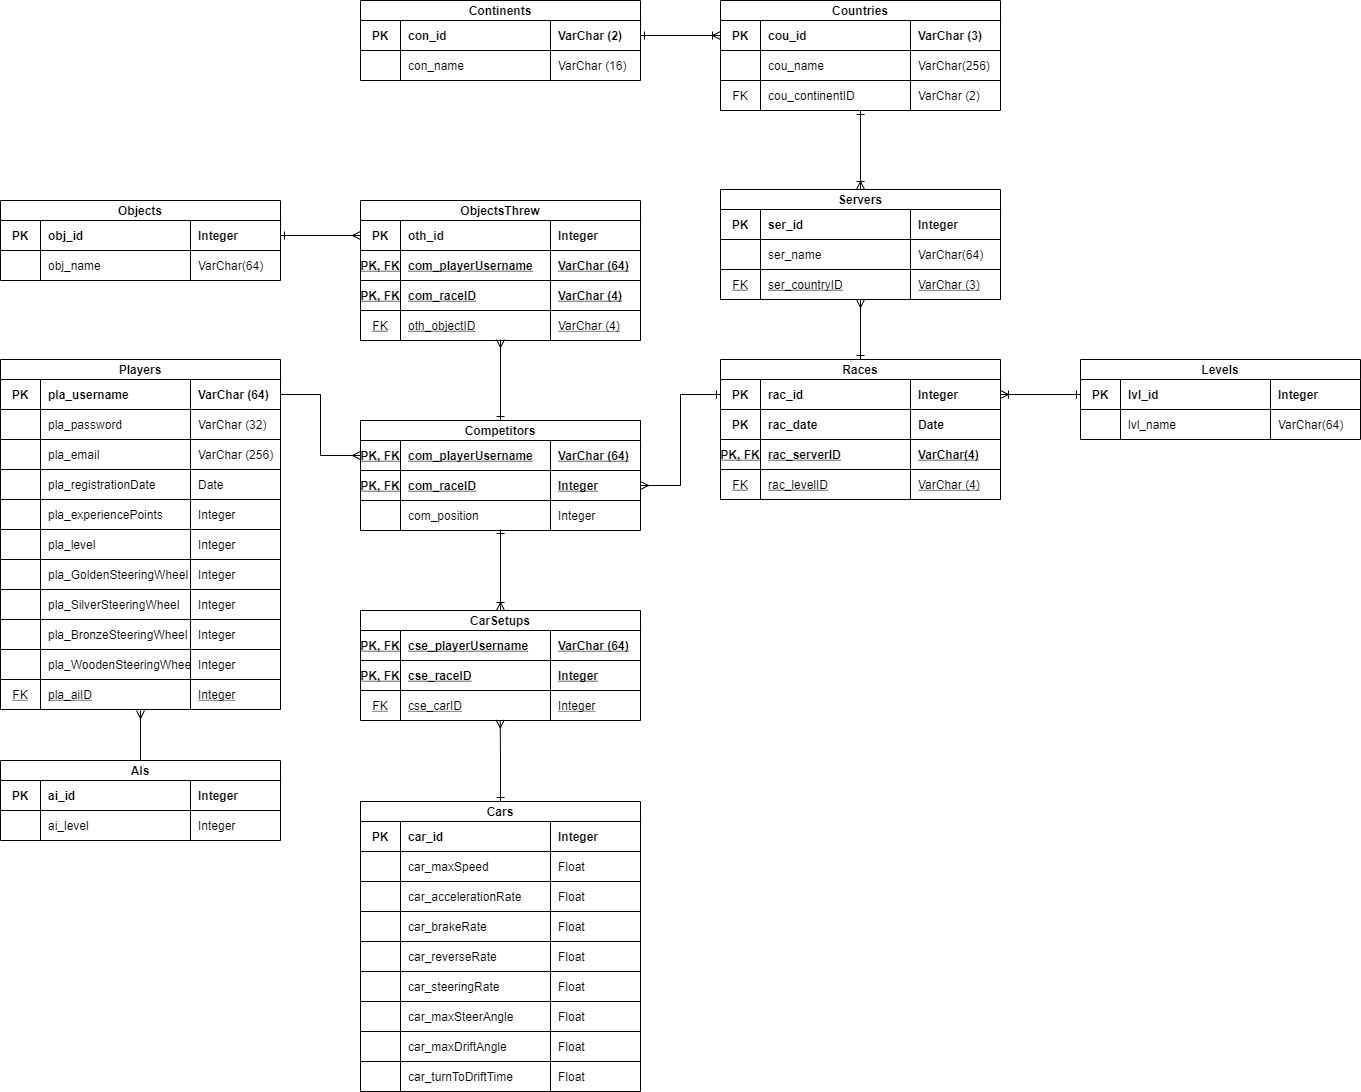 Continents
PK con_id VarChar (2)
con_name VarChar (16)
Countries
PK cou_id VarChar (3)
cou_name VarChar(256)
FK cou_continentID VarChar (2)
Objects
PK obj_id Integer
obj_name VarChar(64)
ObjectsThrew
PK oth_id Integer
PK, FK com_playerUsername VarChar (64)
PK, FK com_raceID VarChar (4)
FK oth_objectID VarChar (4)
Servers
PK ser_id Integer
ser_name VarChar(64)
FK ser_countryID VarChar (3)
Players
PK pla_username VarChar (64)
pla_password VarChar (32)
pla_email VarChar (256)
pla_registrationDate Date
pla_experiencePoints Integer
pla_level Integer
pla_GoldenSteeringWheel Integer
pla_SilverSteeringWheel Integer
pla_BronzeSteeringWheel Integer
pla_WoodenSteeringWhee Integer
FK pla_aiID Integer
Competitors
PK, FK com_playerUsername VarChar (64)
PK, FK com_raceID Integer
com_position Integer
Races
PK rac_id Integer
PK rac_date Date
PK, FK rac_serverID VarChar(4)
FK rac_levelID VarChar (4)
Levels
PK lvl_id Integer
lvl_name VarChar(64)
CarSetups
PK, FK cse_playerUsername VarChar (64)
PK, FK cse_raceID Integer
FK cse_carID Integer
AIs
PK ai_id Integer
ai_level Integer
Cars
PK car_id Integer
car_maxSpeed Float
car_accelerationRate Float
car_brakeRate Float
car_reverseRate Float
car_steeringRate Float
car_maxSteerAngle Float
car_maxDriftAngle Float
car_turnToDriftTime Float